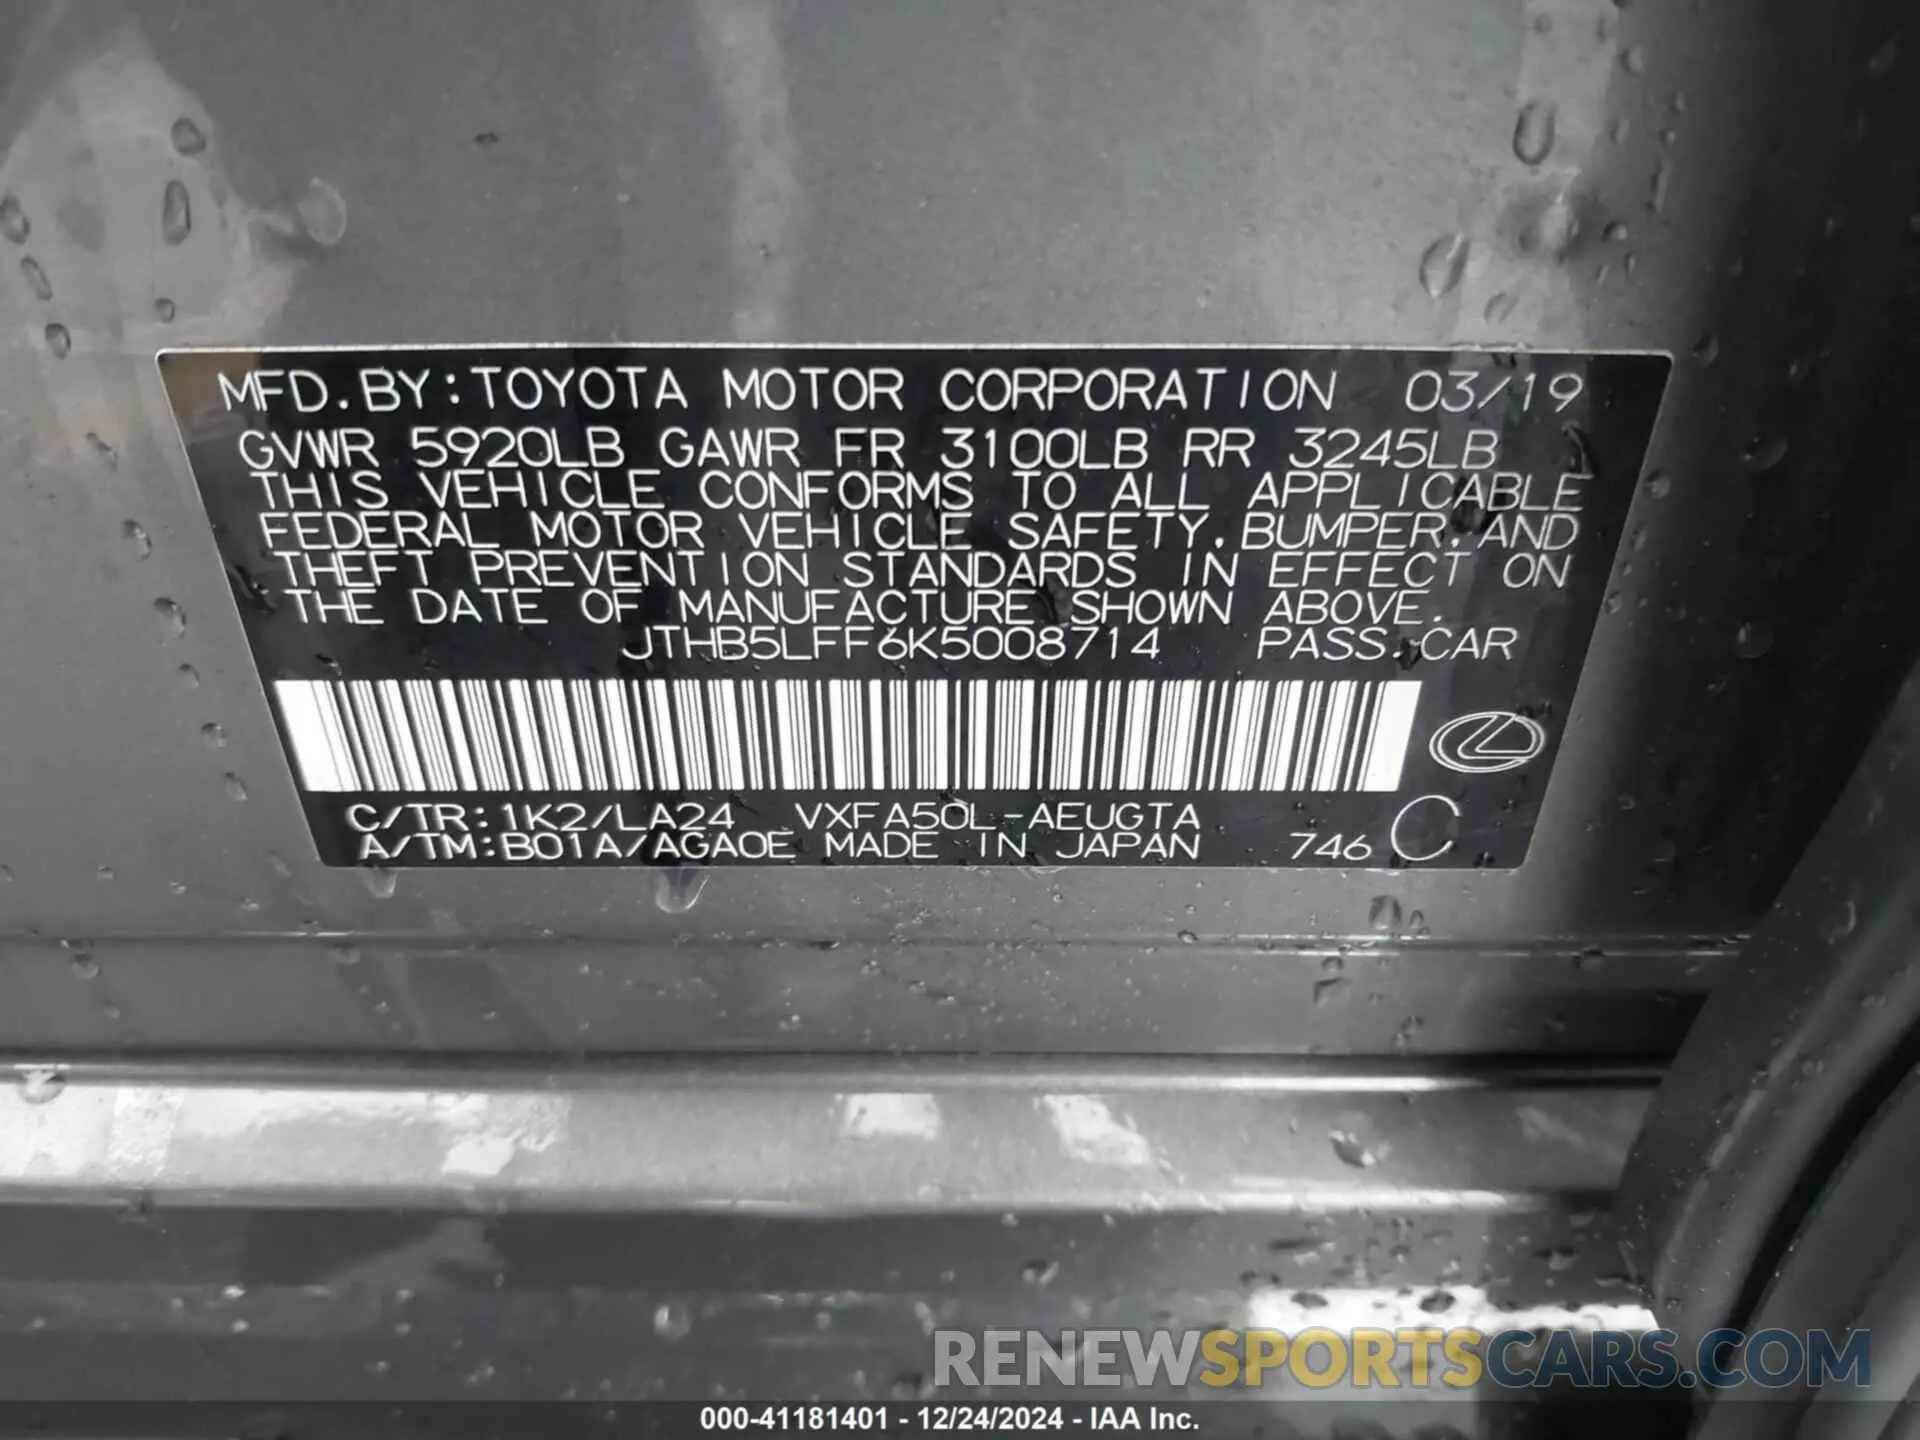 MFD.BY:TOYOTA MOTOR CORPORATION 03/19
GVWR 5920LB GAWR FR 3100LB RR 3245LB
THIS VEHICLE CONFORMS TO ALL APPLICABLE
FEDERAL MOTOR VEHICLE SAFETY,BUMPER,AND
THEFT PREVENTION STANDARDS IN EFFECT ON
THE DATE OF MANUFACTURE SHOWN ABOVE.
JTHB5LFF6K5008714 PASS.CAR
C/TR:1K2/LA24 VXFA50L-AEUGTA
A/TM:B01A/AGA0E MADE IN JAPAN 746 C
RENEWSPORTSCARS.COM
000-41181401 - 12/24/2024 - IAA Inc.